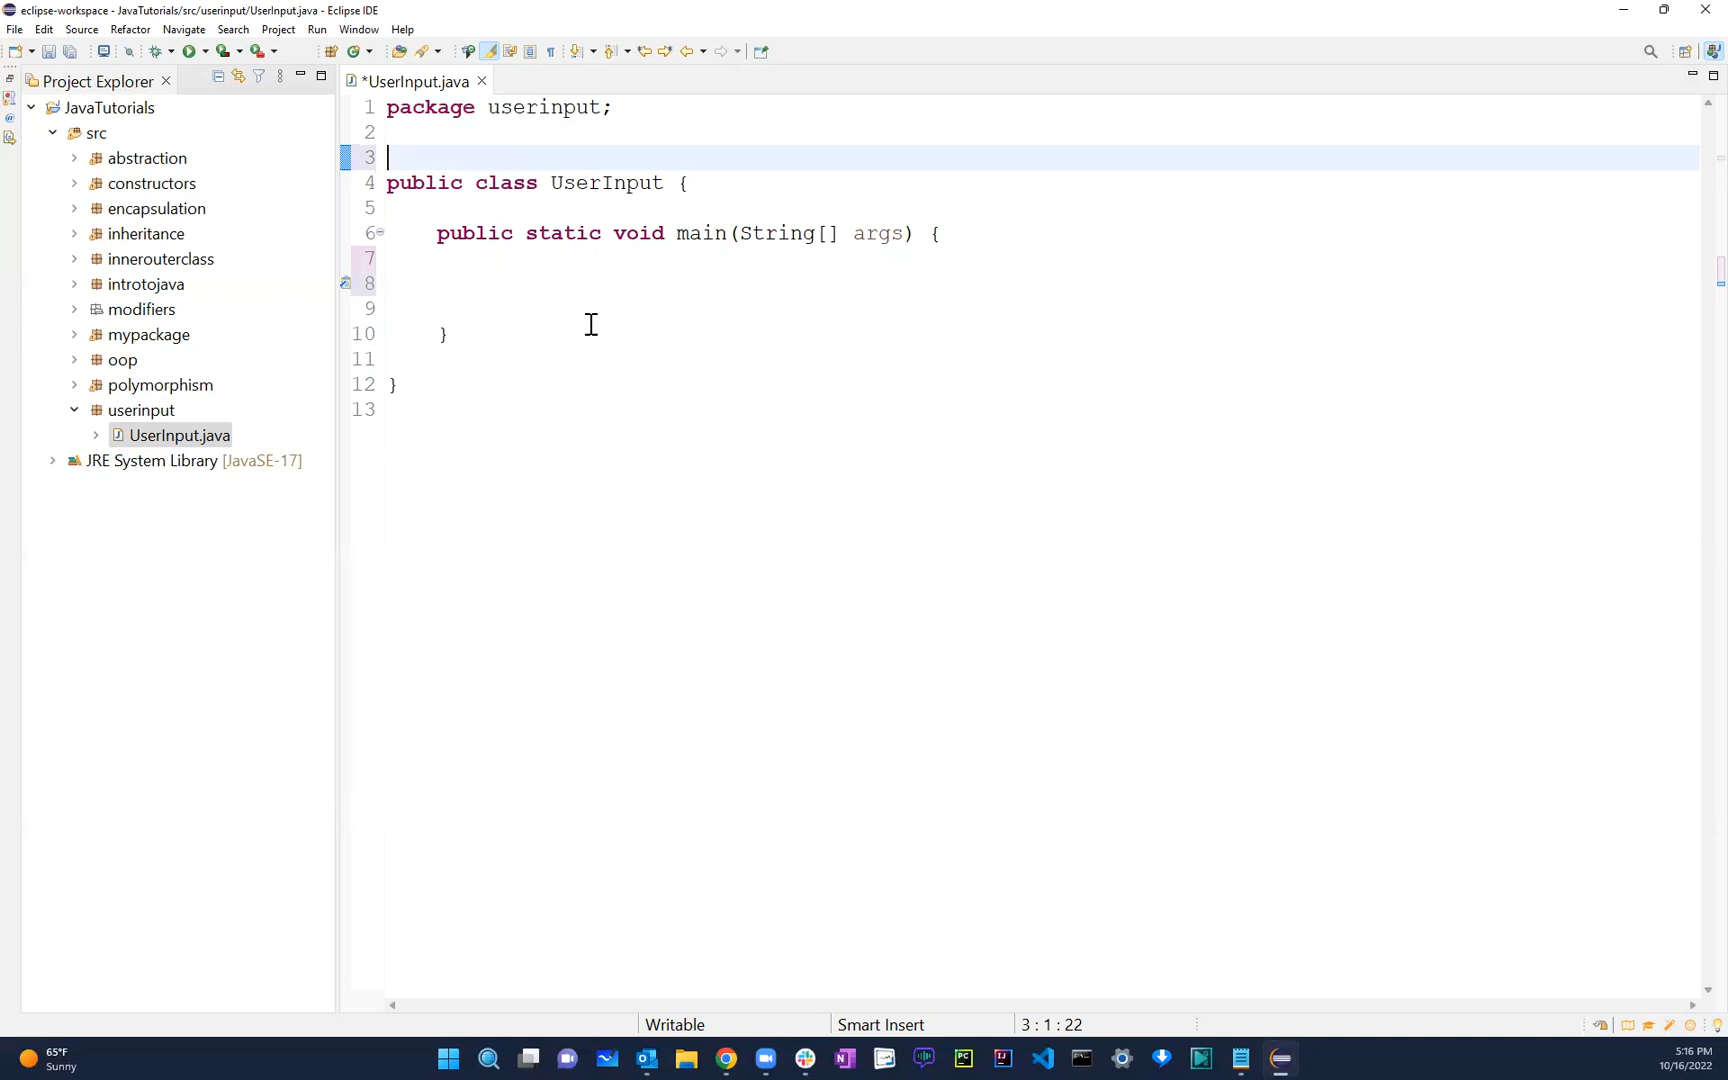 eclipse-workspace - JavaTutorials/src/userinput/UserInput.java - Eclipse IDE
File Edit Source Refactor Navigate Search Project Run Window Help
Project Explorer
*UserInput.java
JavaTutorials
src
abstraction
constructors
encapsulation
inheritance
innerouterclass
introtojava
modifiers
mypackage
oop
polymorphism
userinput
UserInput.java
JRE System Library [JavaSE-17]
1 package userinput;
2
3
4 public class UserInput {
5
6 public static void main(String[] args) {
7
8
9
10 }
11
12 }
13
Writable
Smart Insert
3 : 1 : 22
65°F
Sunny
5:16 PM
10/16/2022